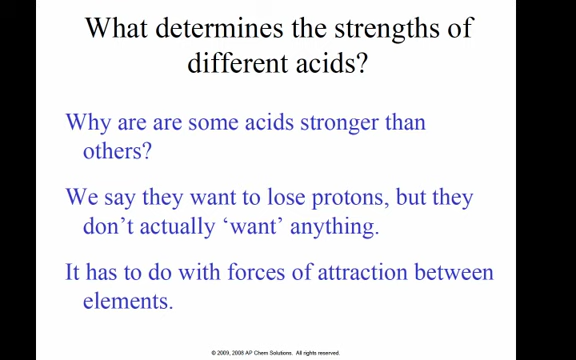 What determines the strengths of
different acids?
Why are are some acids stronger than
others?
We say they want to lose protons, but they
don't actually 'want' anything.
It has to do with forces of attraction between
elements.
© 2009, 2008 AP Chem Solutions. All rights reserved.